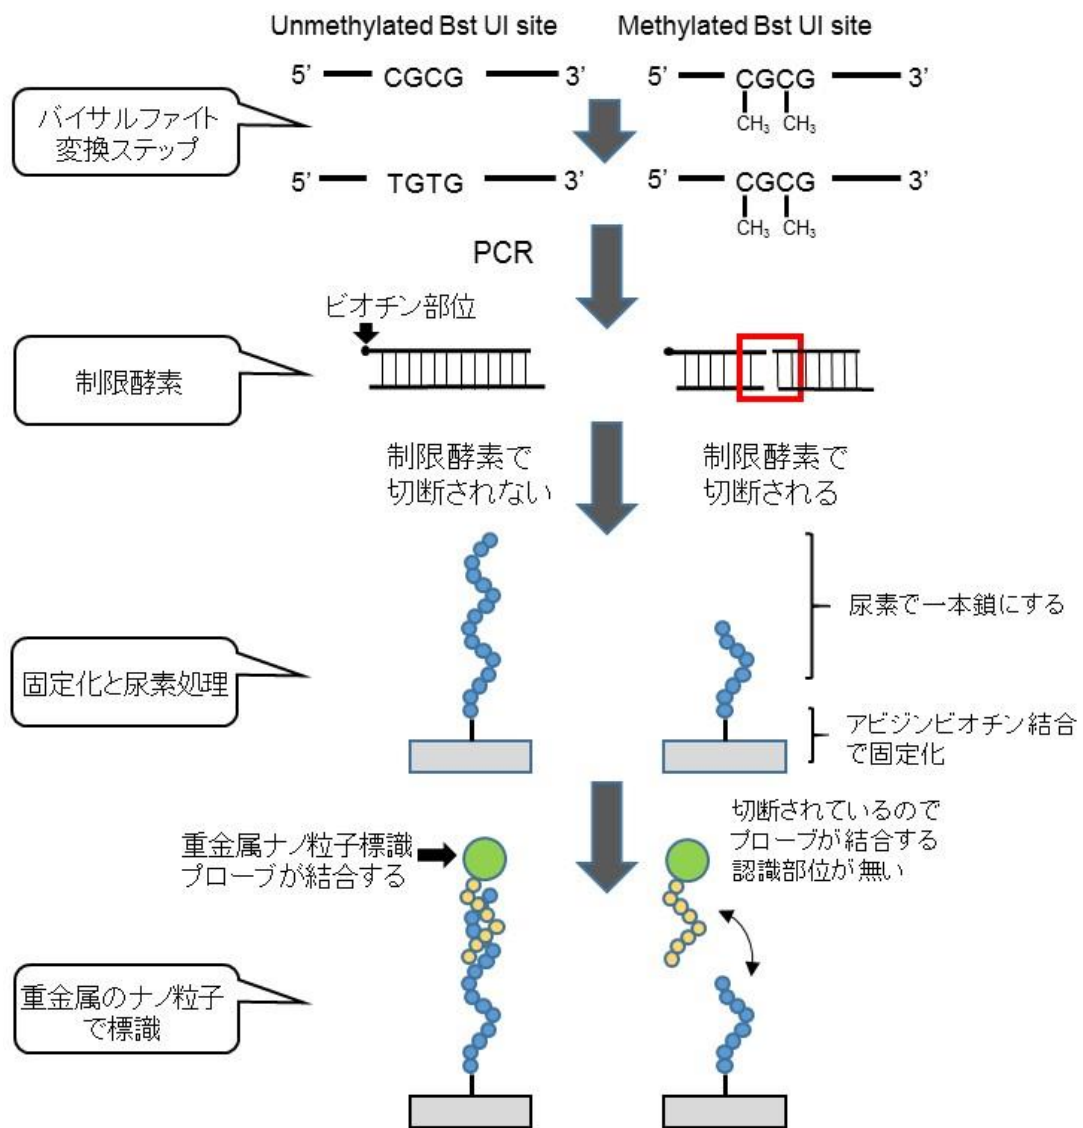 Unmethylated Bst UI site
Methylated Bst UI site
5’ CGCG 3’
5’ CGCG 3’
CH₃ CH₃
バイサルファイト
変換ステップ
5’ TGTG 3’
5’ CGCG 3’
CH₃ CH₃
PCR
ビオチン部位
制限酵素
制限酵素で
切断されない
制限酵素で
切断される
尿素で一本鎖にする
固定化と尿素処理
アビジンビオチン結合
で固定化
重金属ナノ粒子標識
プローブが結合する
切断されているので
プローブが結合する
認識部位が無い
重金属のナノ粒子
で標識